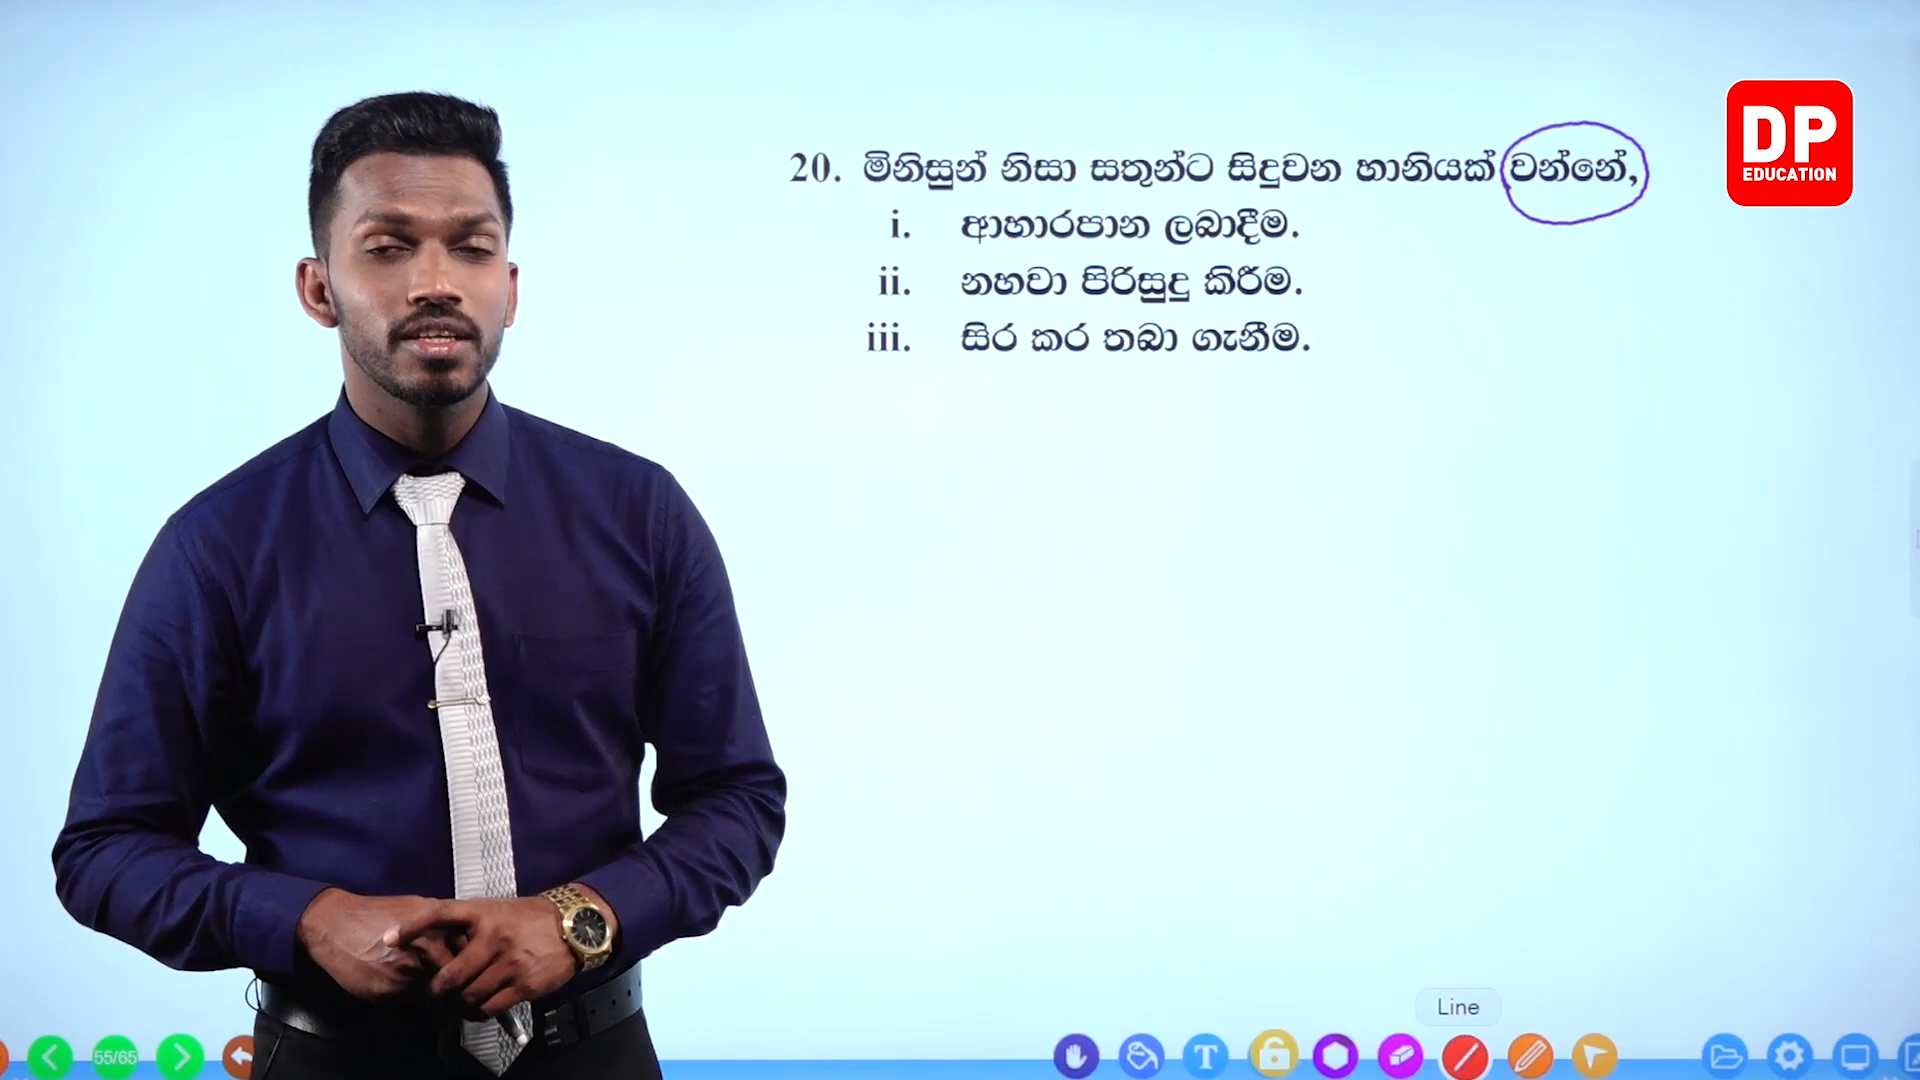 DP
EDUCATION
20. මිනිසුන් නිසා සතුන්ට සිදුවන හානියක් වන්නේ,
i. ආහාරපාන ලබාදීම.
ii. නහවා පිරිසුදු කිරීම.
iii. සිර කර තබා ගැනීම.
Line
55/65
T